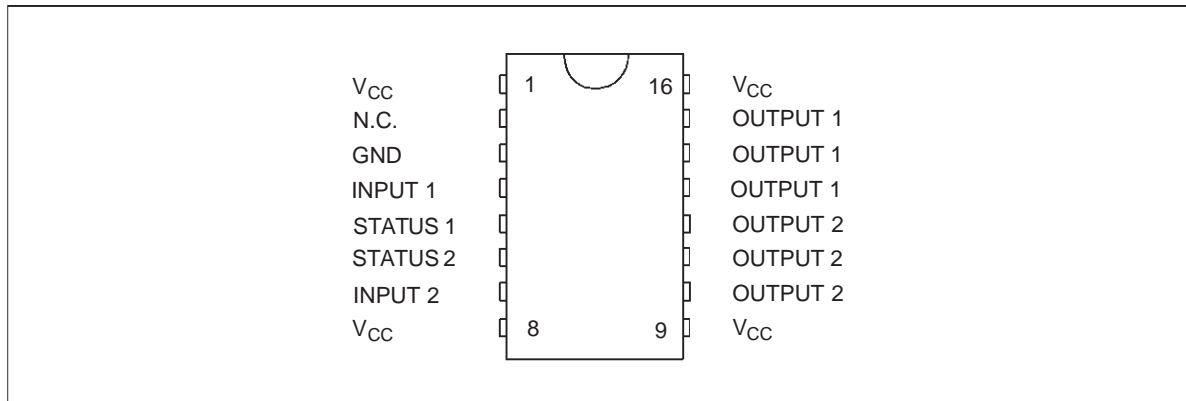 VCC 1 16 VCC
N.C. OUTPUT 1
GND OUTPUT 1
INPUT 1 OUTPUT 1
STATUS 1 OUTPUT 2
STATUS 2 OUTPUT 2
INPUT 2 OUTPUT 2
VCC 8 9 VCC